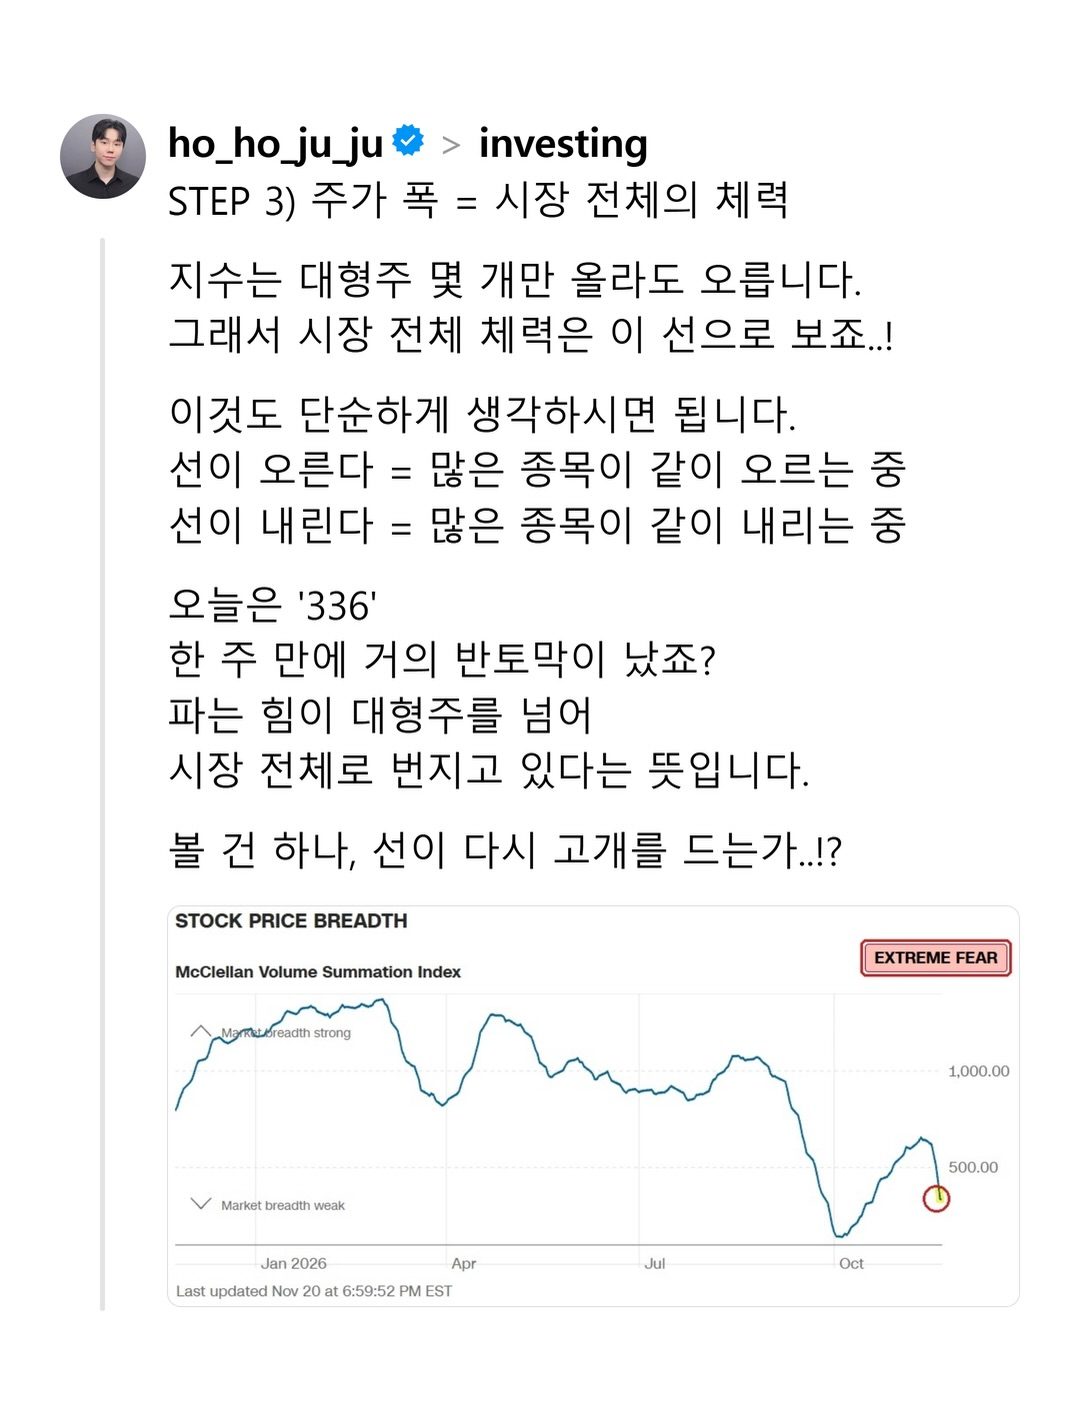 ho_ho_ju_ju > investing
STEP 3) 주가 폭 = 시장 전체의 체력
지수는 대형주 몇 개만 올라도 오릅니다.
그래서 시장 전체 체력은 이 선으로 보죠..!
이것도 단순하게 생각하시면 됩니다.
선이 오른다 = 많은 종목이 같이 오르는 중
선이 내린다 = 많은 종목이 같이 내리는 중
오늘은 '336'
한 주 만에 거의 반토막이 났죠?
파는 힘이 대형주를 넘어
시장 전체로 번지고 있다는 뜻입니다.
볼 건 하나, 선이 다시 고개를 드는가..!?
STOCK PRICE BREADTH
EXTREME FEAR
McClellan Volume Summation Index
Market breadth strong
1,000.00
500.00
Market breadth weak
Jan 2026 Apr Jul Oct
Last updated Nov 20 at 6:59:52 PM EST